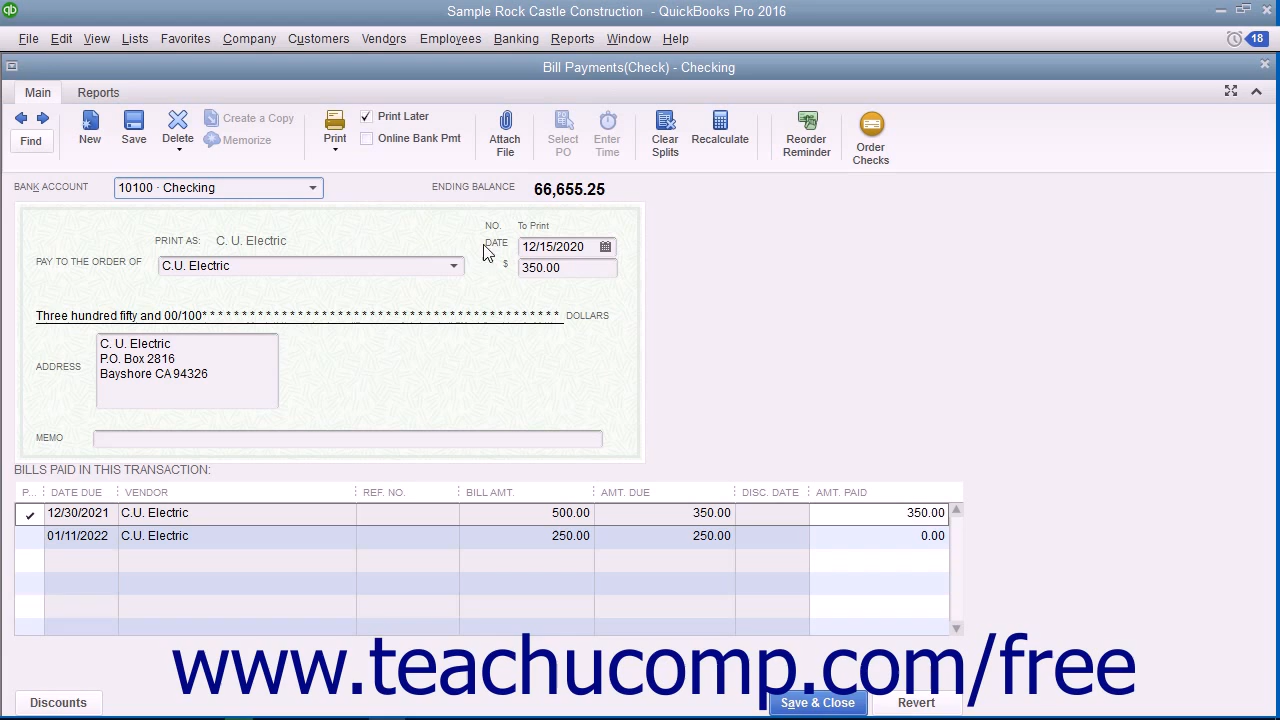 qb
Sample Rock Castle Construction - QuickBooks Pro 2016
File Edit View Lists Favorites Company Customers Vendors Employees Banking Reports Window Help 18
Bill Payments(Check) - Checking
Main Reports
Find New Save Delete Create a Copy Memorize Print Print Later Online Bank Pmt Attach File Select PO Enter Time Clear Splits Recalculate Reorder Reminder Order Checks
BANK ACCOUNT 10100 · Checking ENDING BALANCE 66,655.25
NO. To Print
PRINT AS: C. U. Electric DATE 12/15/2020
PAY TO THE ORDER OF C.U. Electric $ 350.00
Three hundred fifty and 00/100* * * * * * * * * * * * * * * * * * * * * * * * * * * * * * * * * * * * DOLLARS
ADDRESS
C. U. Electric
P.O. Box 2816
Bayshore CA 94326
MEMO
BILLS PAID IN THIS TRANSACTION:
P... DATE DUE VENDOR REF. NO. BILL AMT. AMT. DUE DISC. DATE AMT. PAID
12/30/2021 C.U. Electric 500.00 350.00 350.00
01/11/2022 C.U. Electric 250.00 250.00 0.00
www.teachucomp.com/free
Discounts Save & Close Revert